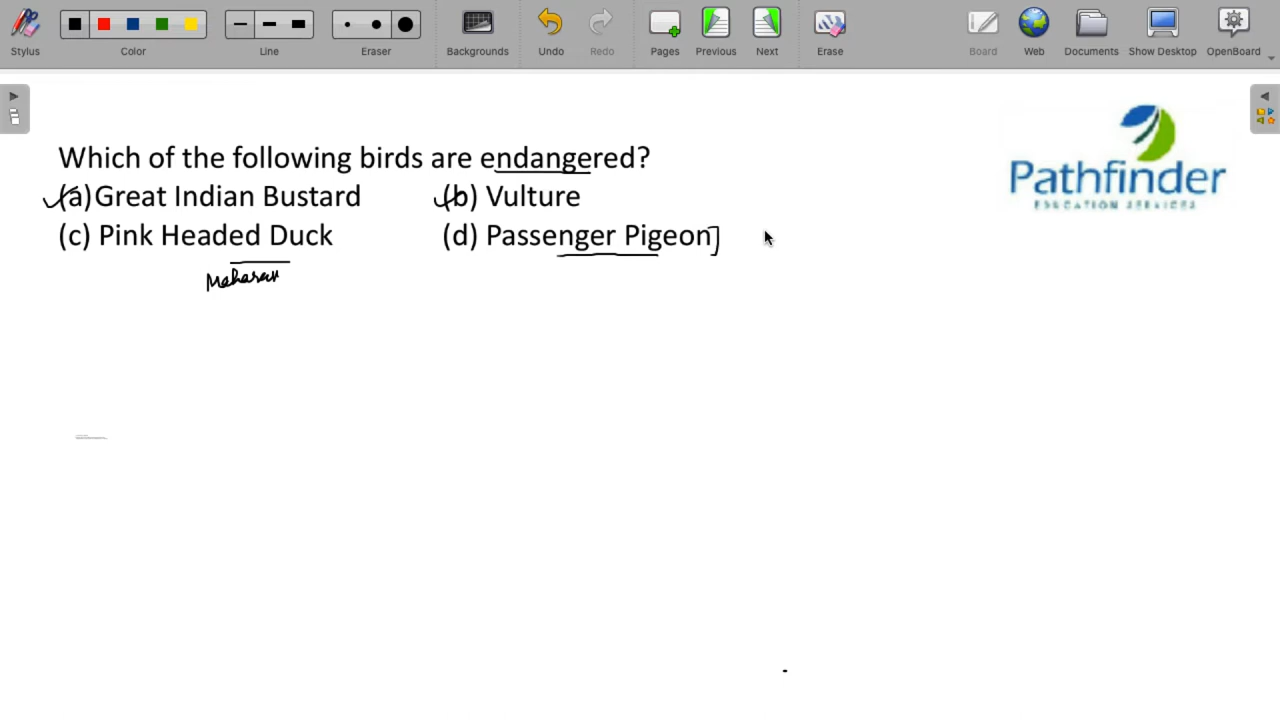 Stylus
Color
Line
Eraser
Backgrounds
Undo
Redo
Pages
Previous
Next
Erase
Board
Web
Documents
Show Desktop
OpenBoard
Pathfinder
EDUCATION SERVICES
Which of the following birds are endangered?
(a)Great Indian Bustard (b) Vulture
(c) Pink Headed Duck (d) Passenger Pigeon